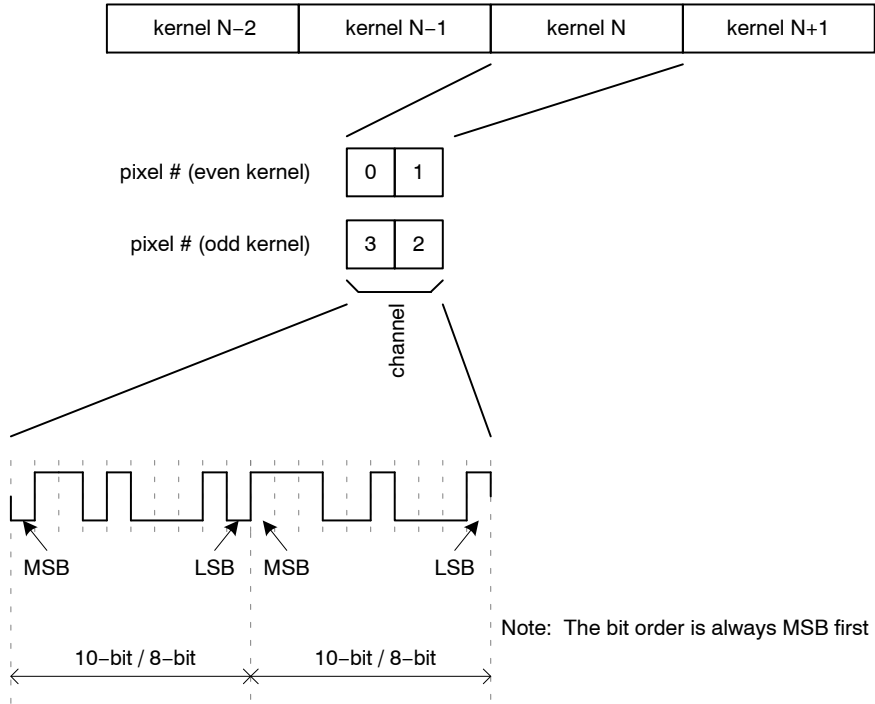 kernel N−2 kernel N−1 kernel N kernel N+1
pixel # (even kernel) 0 1
pixel # (odd kernel) 3 2
channel
MSB LSB MSB LSB
Note: The bit order is always MSB first
10−bit / 8−bit 10−bit / 8−bit